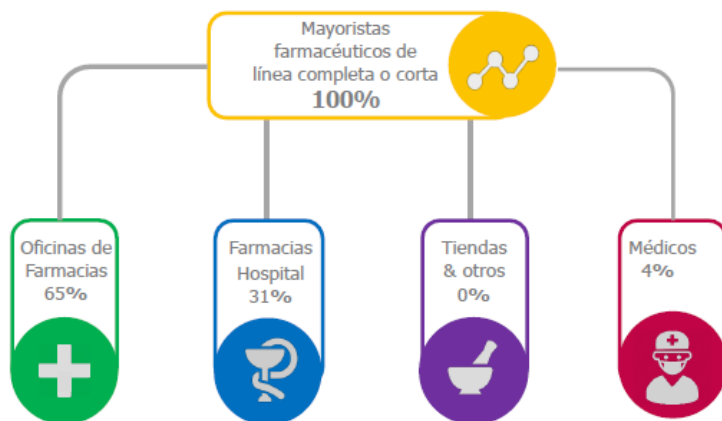 Mayoristas
farmacéuticos de
línea completa o corta
100%
Oficinas de
Farmacias
65%
Farmacias
Hospital
31%
Tiendas
& otros
0%
Médicos
4%